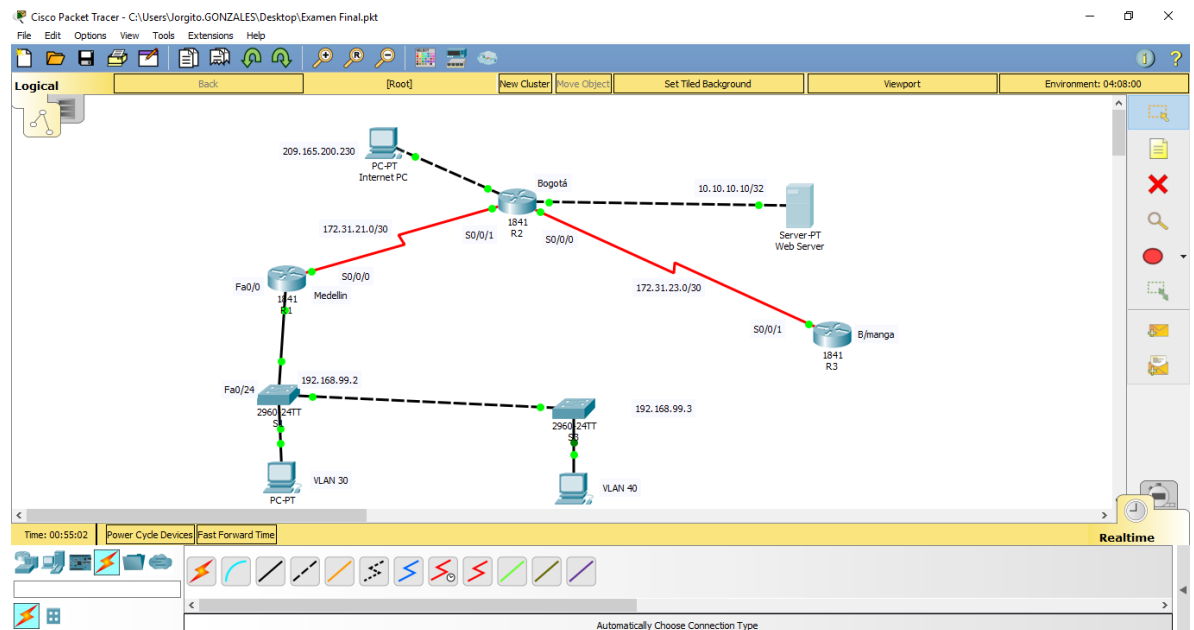 Cisco Packet Tracer - C:\Users\Jorgito.GONZALES\Desktop\Examen Final.pkt
File Edit Options View Tools Extensions Help
Logical Back [Root] New Cluster Move Object Set Tiled Background Viewport Environment: 04:08:00
209.165.200.230
PC-PT
Internet PC
Bogotá
10.10.10.10/32
1841
R2
Server-PT
Web Server
172.31.21.0/30
S0/0/1
S0/0/0
S0/0/0
Fa0/0
1841
R1
Medellin
172.31.23.0/30
S0/0/1
B/manga
1841
R3
Fa0/24
192.168.99.2
2960-24TT
S1
192.168.99.3
2960-24TT
S3
VLAN 30
PC-PT
VLAN 40
Time: 00:55:02 Power Cycle Devices Fast Forward Time Realtime
Automatically Choose Connection Type